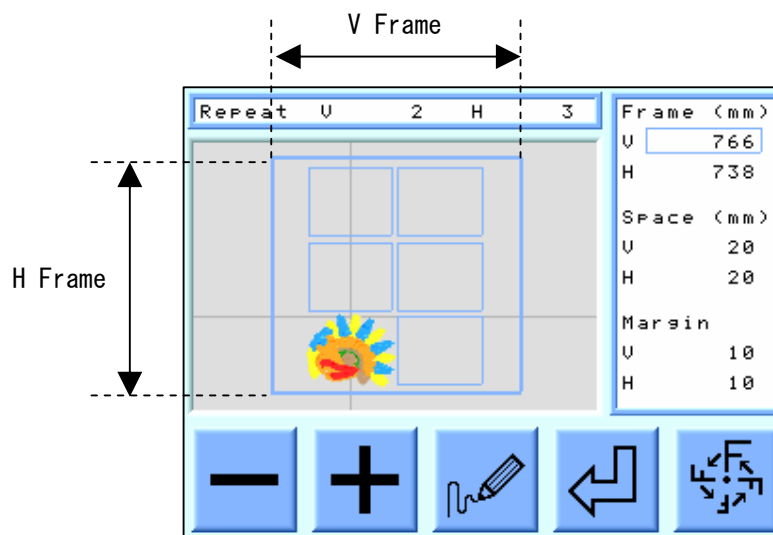 V Frame
Repeat V 2 H 3
H Frame
Frame (mm)
V 766
H 738
Space (mm)
V 20
H 20
Margin
V 10
H 10
F F F F